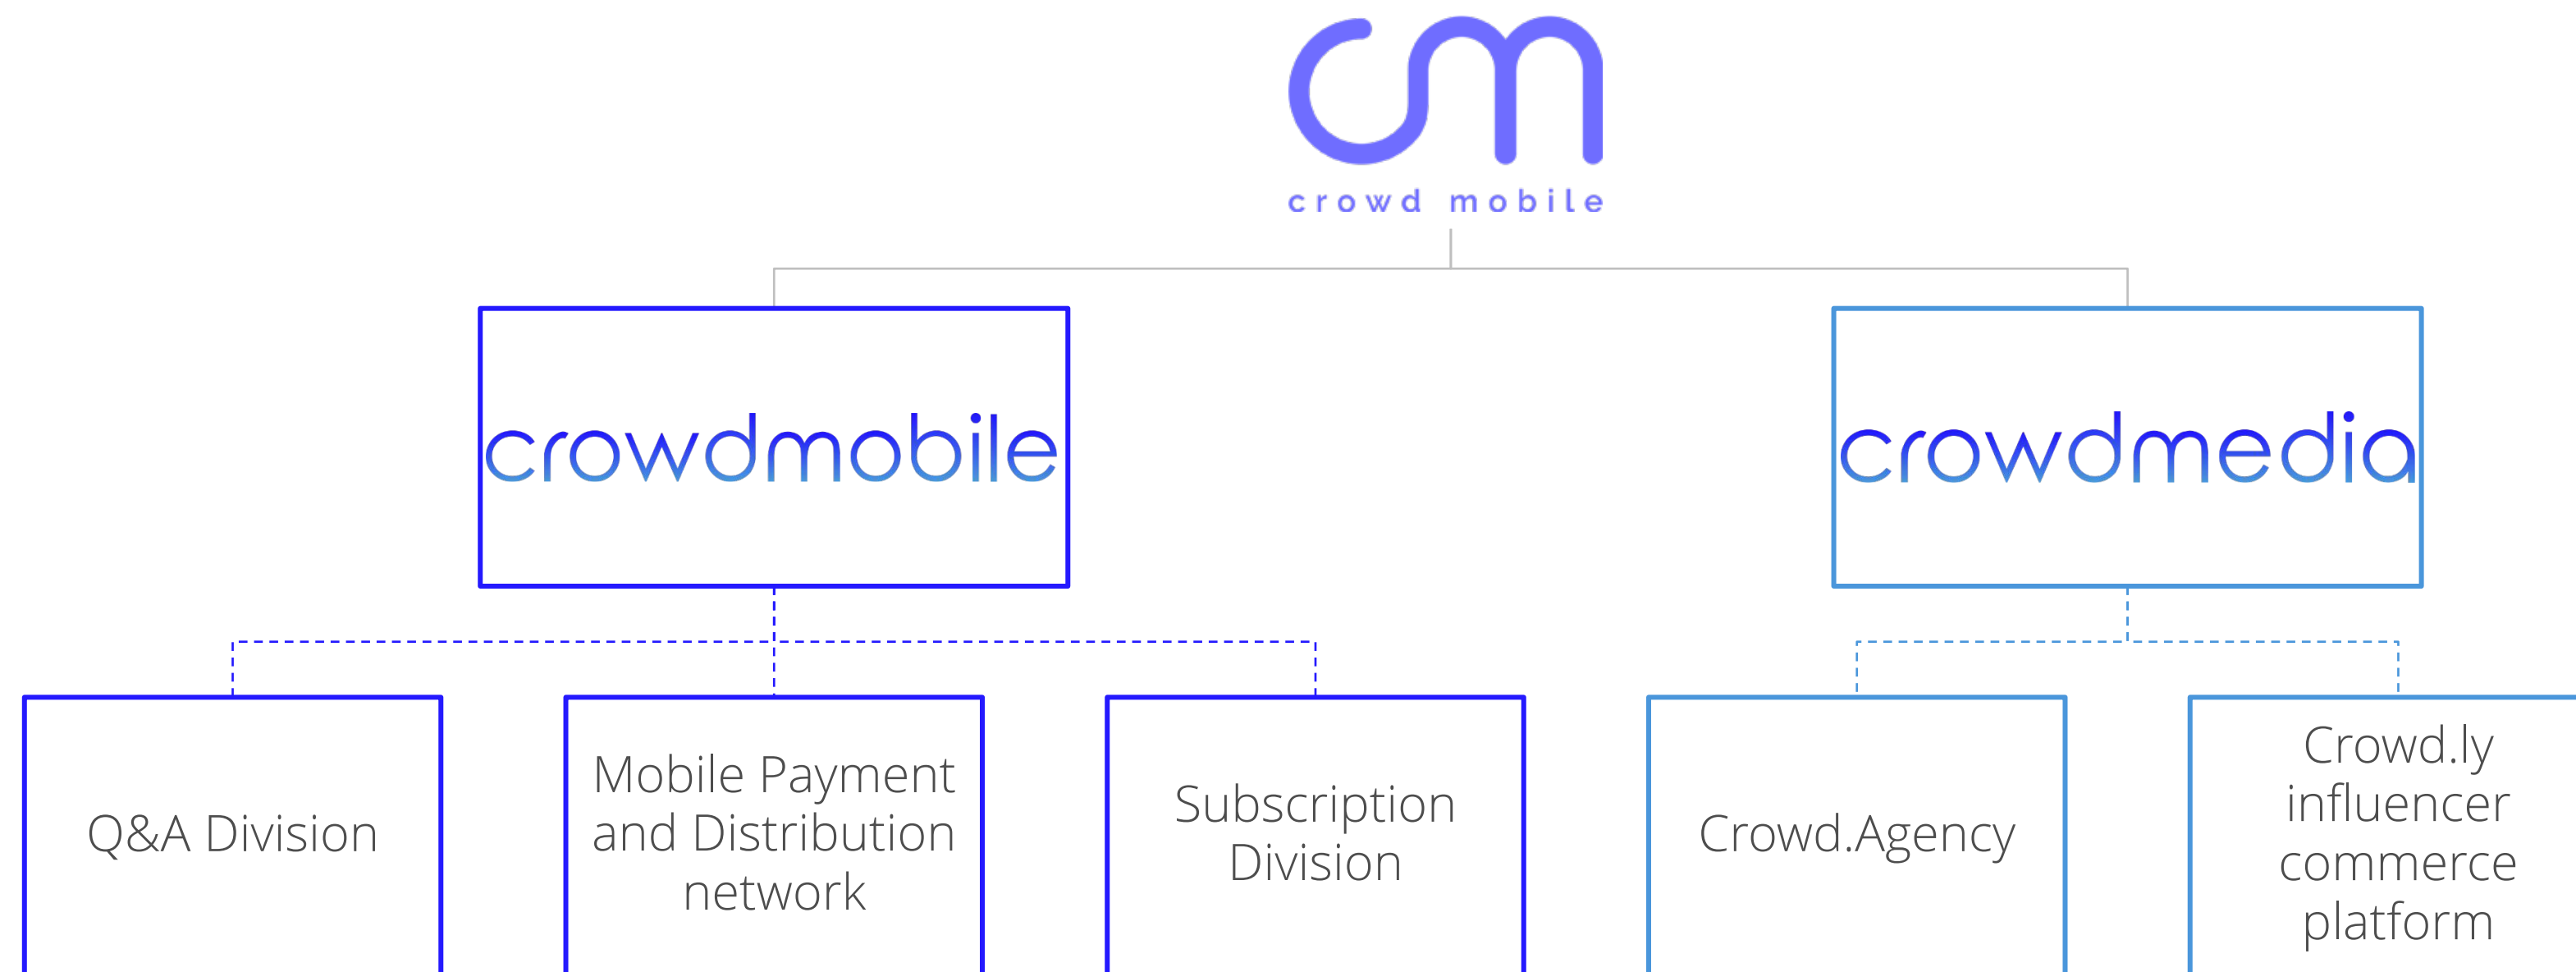 cm
crowd mobile
crowdmobile
crowdmedia
Q&A Division
Mobile Payment
and Distribution
network
Subscription
Division
Crowd.Agency
Crowd.ly
influencer
commerce
platform